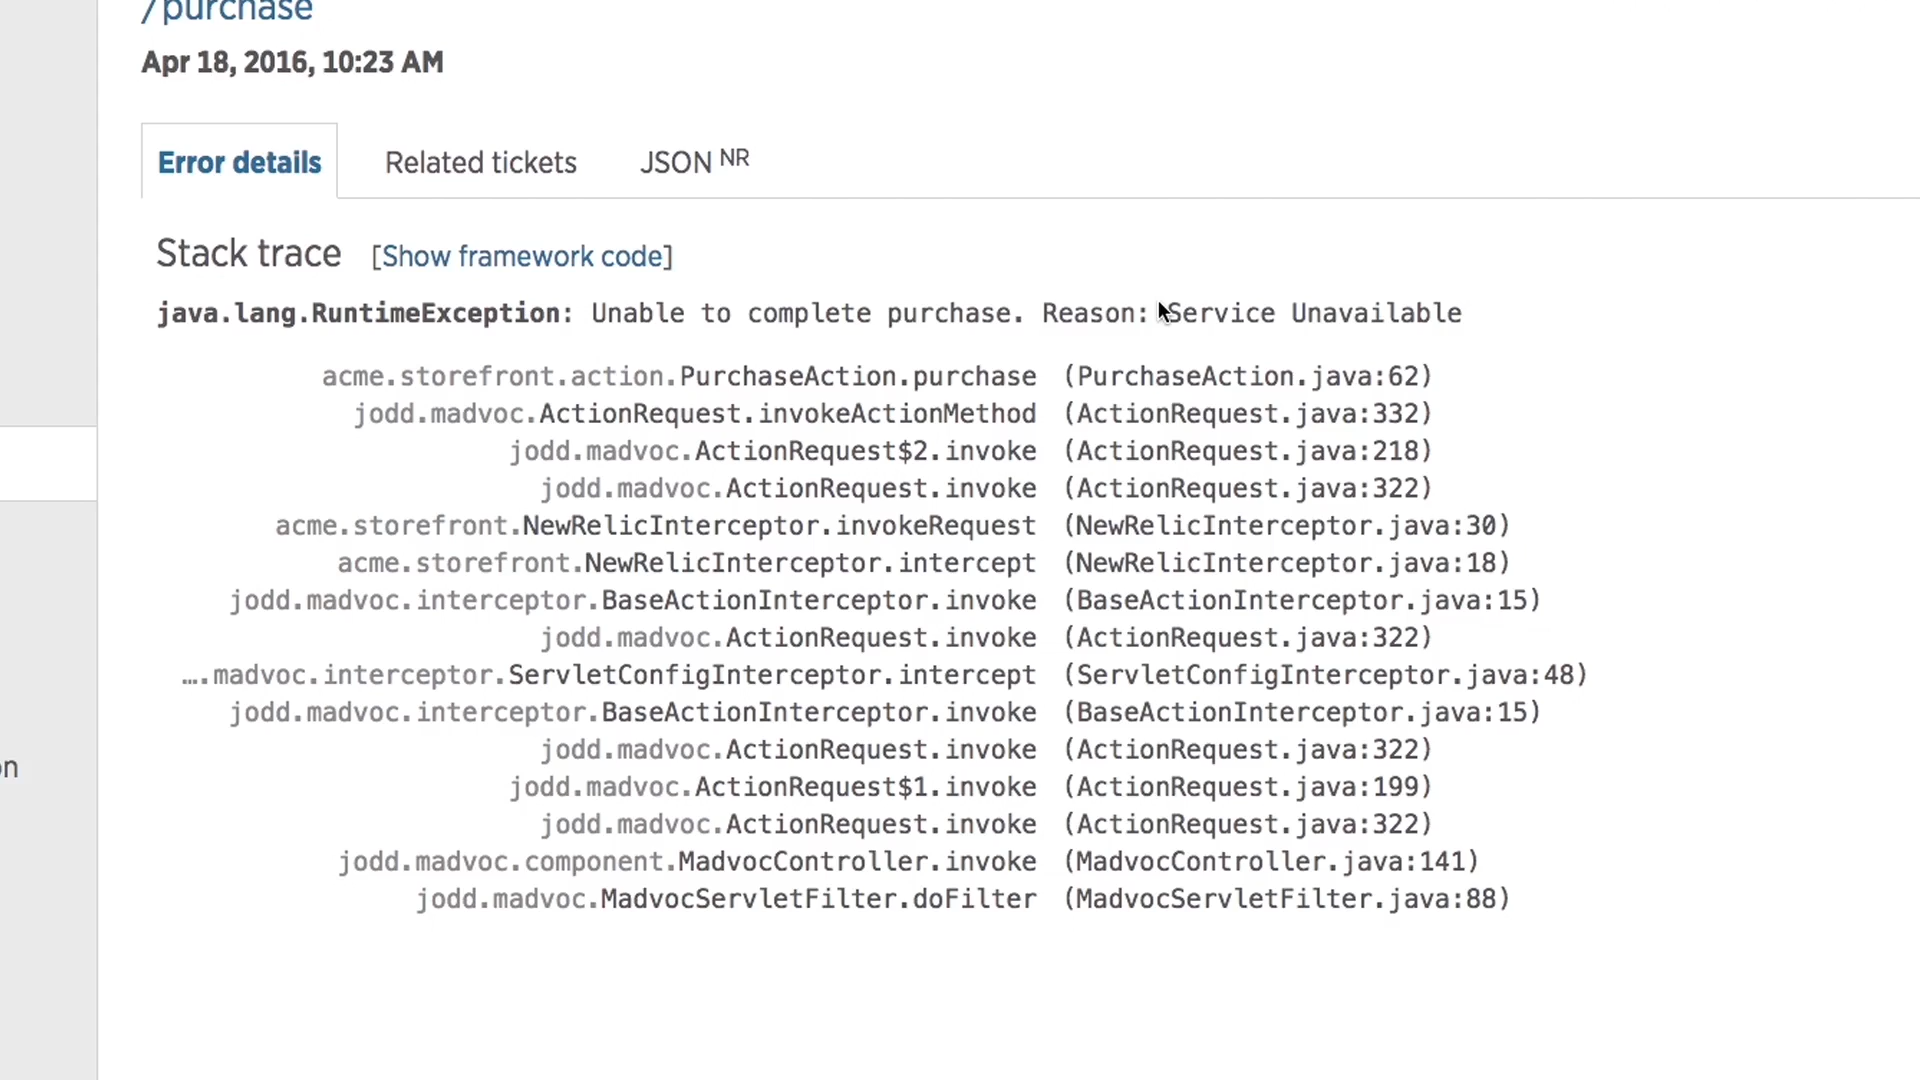 /purchase
Apr 18, 2016, 10:23 AM
Error details Related tickets JSON NR
Stack trace [Show framework code]
java.lang.RuntimeException: Unable to complete purchase. Reason: Service Unavailable
acme.storefront.action.PurchaseAction.purchase (PurchaseAction.java:62)
jodd.madvoc.ActionRequest.invokeActionMethod (ActionRequest.java:332)
jodd.madvoc.ActionRequest$2.invoke (ActionRequest.java:218)
jodd.madvoc.ActionRequest.invoke (ActionRequest.java:322)
acme.storefront.NewRelicInterceptor.invokeRequest (NewRelicInterceptor.java:30)
acme.storefront.NewRelicInterceptor.intercept (NewRelicInterceptor.java:18)
jodd.madvoc.interceptor.BaseActionInterceptor.invoke (BaseActionInterceptor.java:15)
jodd.madvoc.ActionRequest.invoke (ActionRequest.java:322)
….madvoc.interceptor.ServletConfigInterceptor.intercept (ServletConfigInterceptor.java:48)
jodd.madvoc.interceptor.BaseActionInterceptor.invoke (BaseActionInterceptor.java:15)
jodd.madvoc.ActionRequest.invoke (ActionRequest.java:322)
on
jodd.madvoc.ActionRequest$1.invoke (ActionRequest.java:199)
jodd.madvoc.ActionRequest.invoke (ActionRequest.java:322)
jodd.madvoc.component.MadvocController.invoke (MadvocController.java:141)
jodd.madvoc.MadvocServletFilter.doFilter (MadvocServletFilter.java:88)